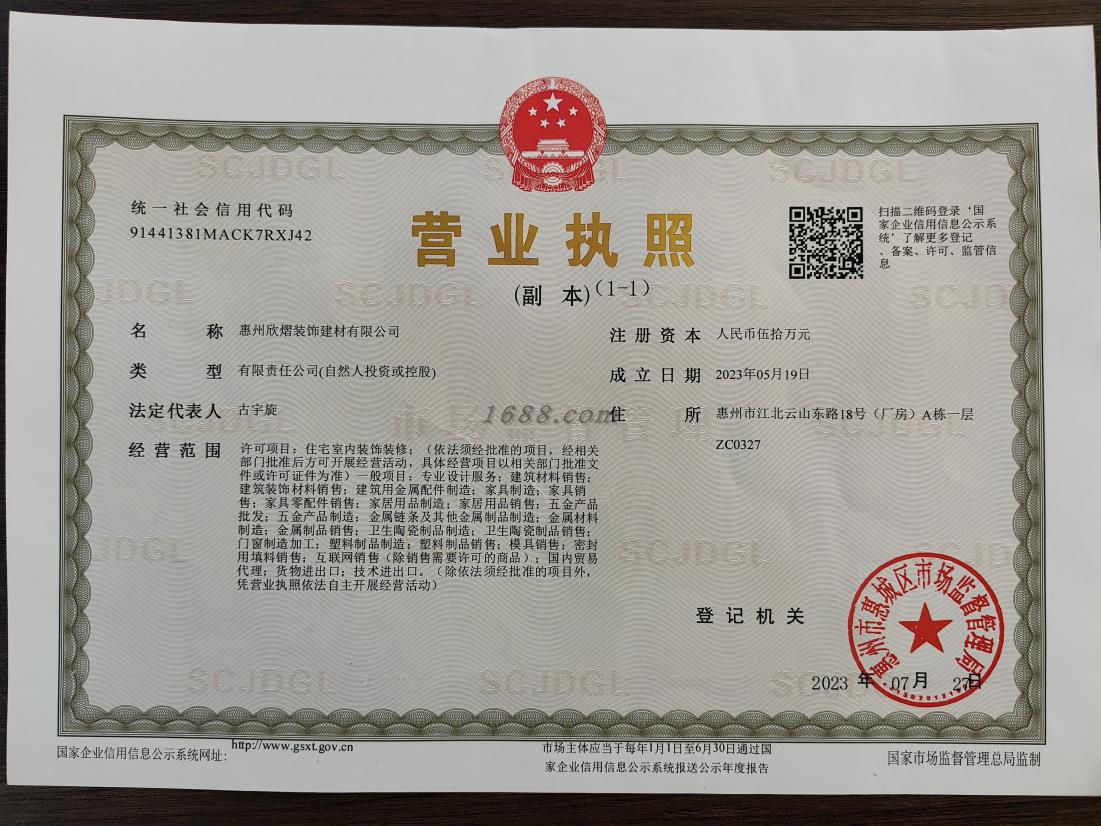 统一社会信用代码
91441381MACK7RXJ42
营业执照
(副 本)(1-1)
扫描二维码登录‘国
家企业信用信息公示系
统’了解更多登记
、备案、许可、监管信
息
名 称 惠州欣熠装饰建材有限公司
类 型 有限责任公司(自然人投资或控股)
法定代表人 古宇旋
经营范围 许可项目：住宅室内装饰装修；（依法须经批准的项目，经相关
部门批准后方可开展经营活动，具体经营项目以相关部门批准文
件或许可证件为准）一般项目：专业设计服务；建筑材料销售；
建筑装饰材料销售；建筑用金属配件制造；家具制造；家具销
售；家具零配件销售；家居用品制造；家居用品销售；五金产品
批发；五金产品制造；金属链条及其他金属制品制造；金属材料
制造；金属制品销售；卫生陶瓷制品制造；卫生陶瓷制品销售；
门窗制造加工；塑料制品制造；塑料制品销售；模具销售；密封
用填料销售；互联网销售（除销售需要许可的商品）；国内贸易
代理；货物进出口；技术进出口。（除依法须经批准的项目外，
凭营业执照依法自主开展经营活动）
注册资本 人民币伍拾万元
成立日期 2023年05月19日
住 所 惠州市江北云山东路18号（厂房）A栋一层
ZC0327
1688.com
登记机关
惠州市惠城区市场监督管理局
2023 年 07月 27日
国家企业信用信息公示系统网址：http://www.gsxt.gov.cn
市场主体应当于每年1月1日至6月30日通过国
家企业信用信息公示系统报送公示年度报告
国家市场监督管理总局监制
SCJDGL
SCJDGL
SCJDGL
JDGL
SCJDGL
SCJDGL
SCJD
JDGL
SCJDGL
SCJDGL
SCJDGL